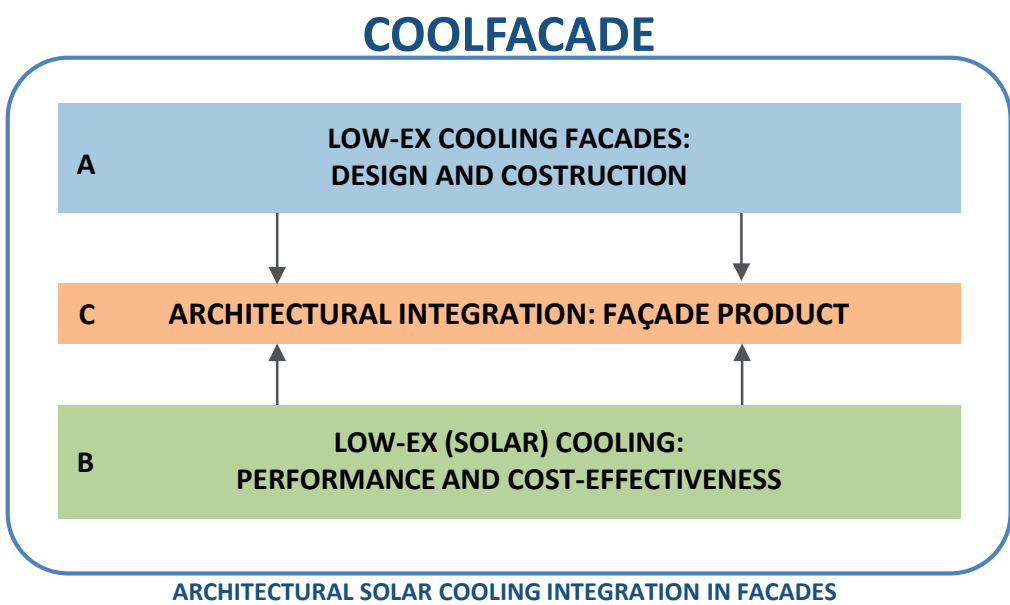 COOLFACADE
A
LOW-EX COOLING FACADES:
DESIGN AND COSTRUCTION
C
ARCHITECTURAL INTEGRATION: FAÇADE PRODUCT
B
LOW-EX (SOLAR) COOLING:
PERFORMANCE AND COST-EFFECTIVENESS
ARCHITECTURAL SOLAR COOLING INTEGRATION IN FACADES